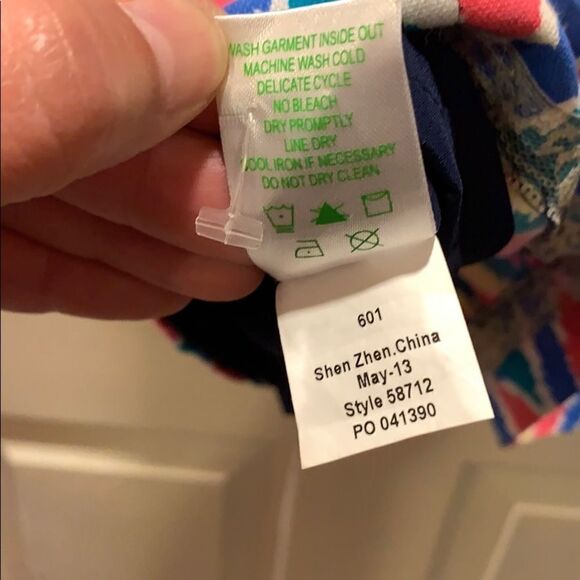 WASH GARMENT INSIDE OUT
MACHINE WASH COLD
DELICATE CYCLE
NO BLEACH
DRY PROMPTLY
LINE DRY
COOL IRON IF NECESSARY
DO NOT DRY CLEAN
601
Shen Zhen.China
May-13
Style 58712
PO 041390